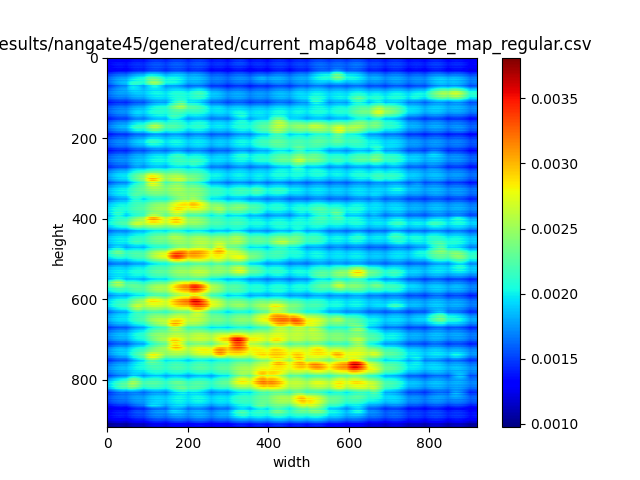 esults/nangate45/generated/current_map648_voltage_map_regular.csv
0
200
400
600
800
height
0 200 400 600 800
width
0.0035
0.0030
0.0025
0.0020
0.0015
0.0010